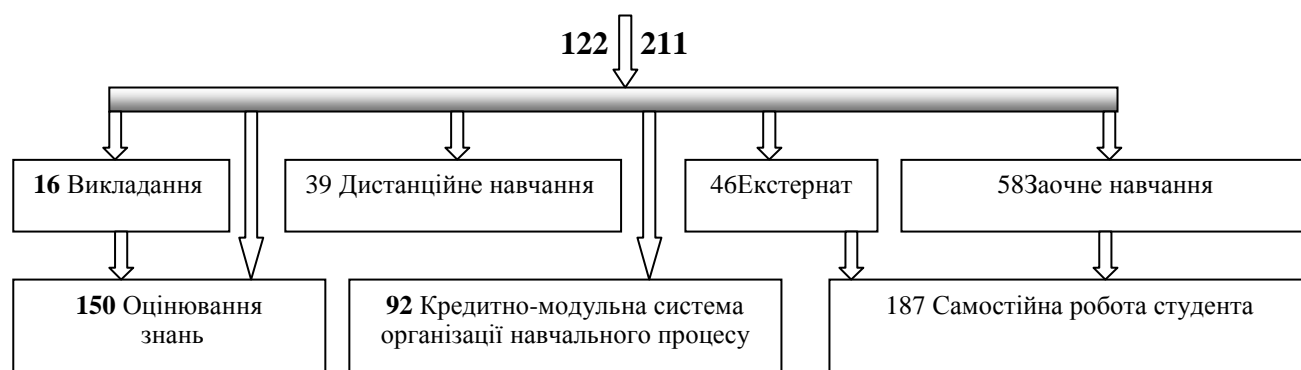 122 211
16 Викладання
39 Дистанційне навчання
46Екстернат
58Заочне навчання
150 Оцінювання
знань
92 Кредитно-модульна система
організації навчального процесу
187 Самостійна робота студента